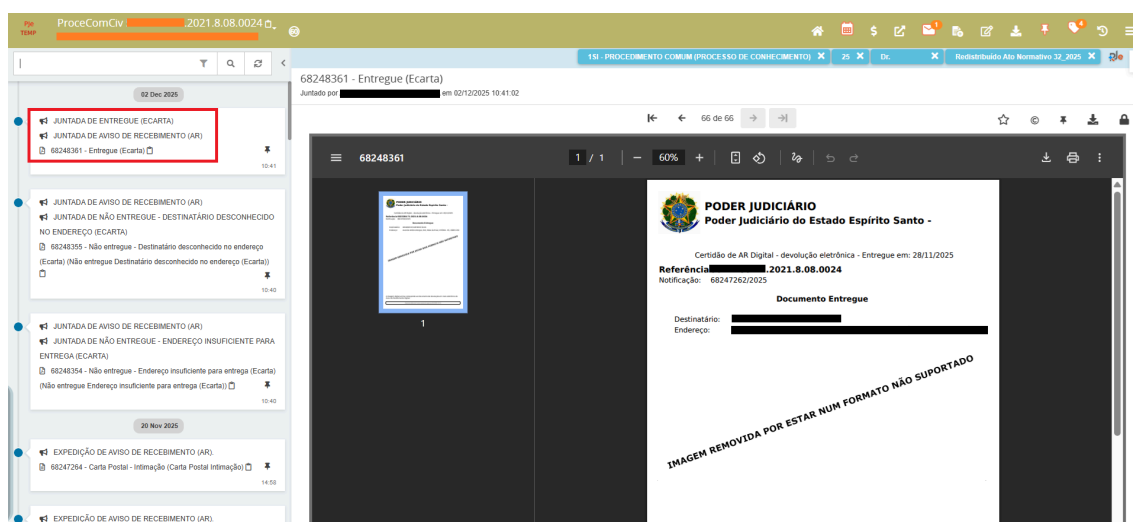 PJe
TEMP
ProceComCiv
.2021.8.08.0024
1SI - PROCEDIMENTO COMUM (PROCESSO DE CONHECIMENTO) X
25 X
Dr. X
Redistribuído Ato Normativo 32_2025 X
02 Dec 2025
JUNTADA DE ENTREGUE (ECARTA)
JUNTADA DE AVISO DE RECEBIMENTO (AR)
68248361 - Entregue (Ecarta)
10:41
JUNTADA DE AVISO DE RECEBIMENTO (AR)
JUNTADA DE NÃO ENTREGUE - DESTINATÁRIO DESCONHECIDO
NO ENDEREÇO (ECARTA)
68248355 - Não entregue - Destinatário desconhecido no endereço
(Ecarta) (Não entregue Destinatário desconhecido no endereço (Ecarta))
10:40
JUNTADA DE AVISO DE RECEBIMENTO (AR)
JUNTADA DE NÃO ENTREGUE - ENDEREÇO INSUFICIENTE PARA
ENTREGA (ECARTA)
68248354 - Não entregue - Endereço insuficiente para entrega (Ecarta)
(Não entregue Endereço insuficiente para entrega (Ecarta))
10:40
20 Nov 2025
EXPEDIÇÃO DE AVISO DE RECEBIMENTO (AR).
68247264 - Carta Postal - Intimação (Carta Postal Intimação)
14:58
EXPEDIÇÃO DE AVISO DE RECEBIMENTO (AR).
68248361 - Entregue (Ecarta)
Juntado por em 02/12/2025 10:41:02
66 de 66
68248361
1 / 1
60%
1
PODER JUDICIÁRIO
Poder Judiciário do Estado Espírito Santo -
Certidão de AR Digital - devolução eletrônica - Entregue em: 28/11/2025
Referência .2021.8.08.0024
Notificação: 68247262/2025
Documento Entregue
Destinatário:
Endereço:
IMAGEM REMOVIDA POR ESTAR NUM FORMATO NÃO SUPORTADO